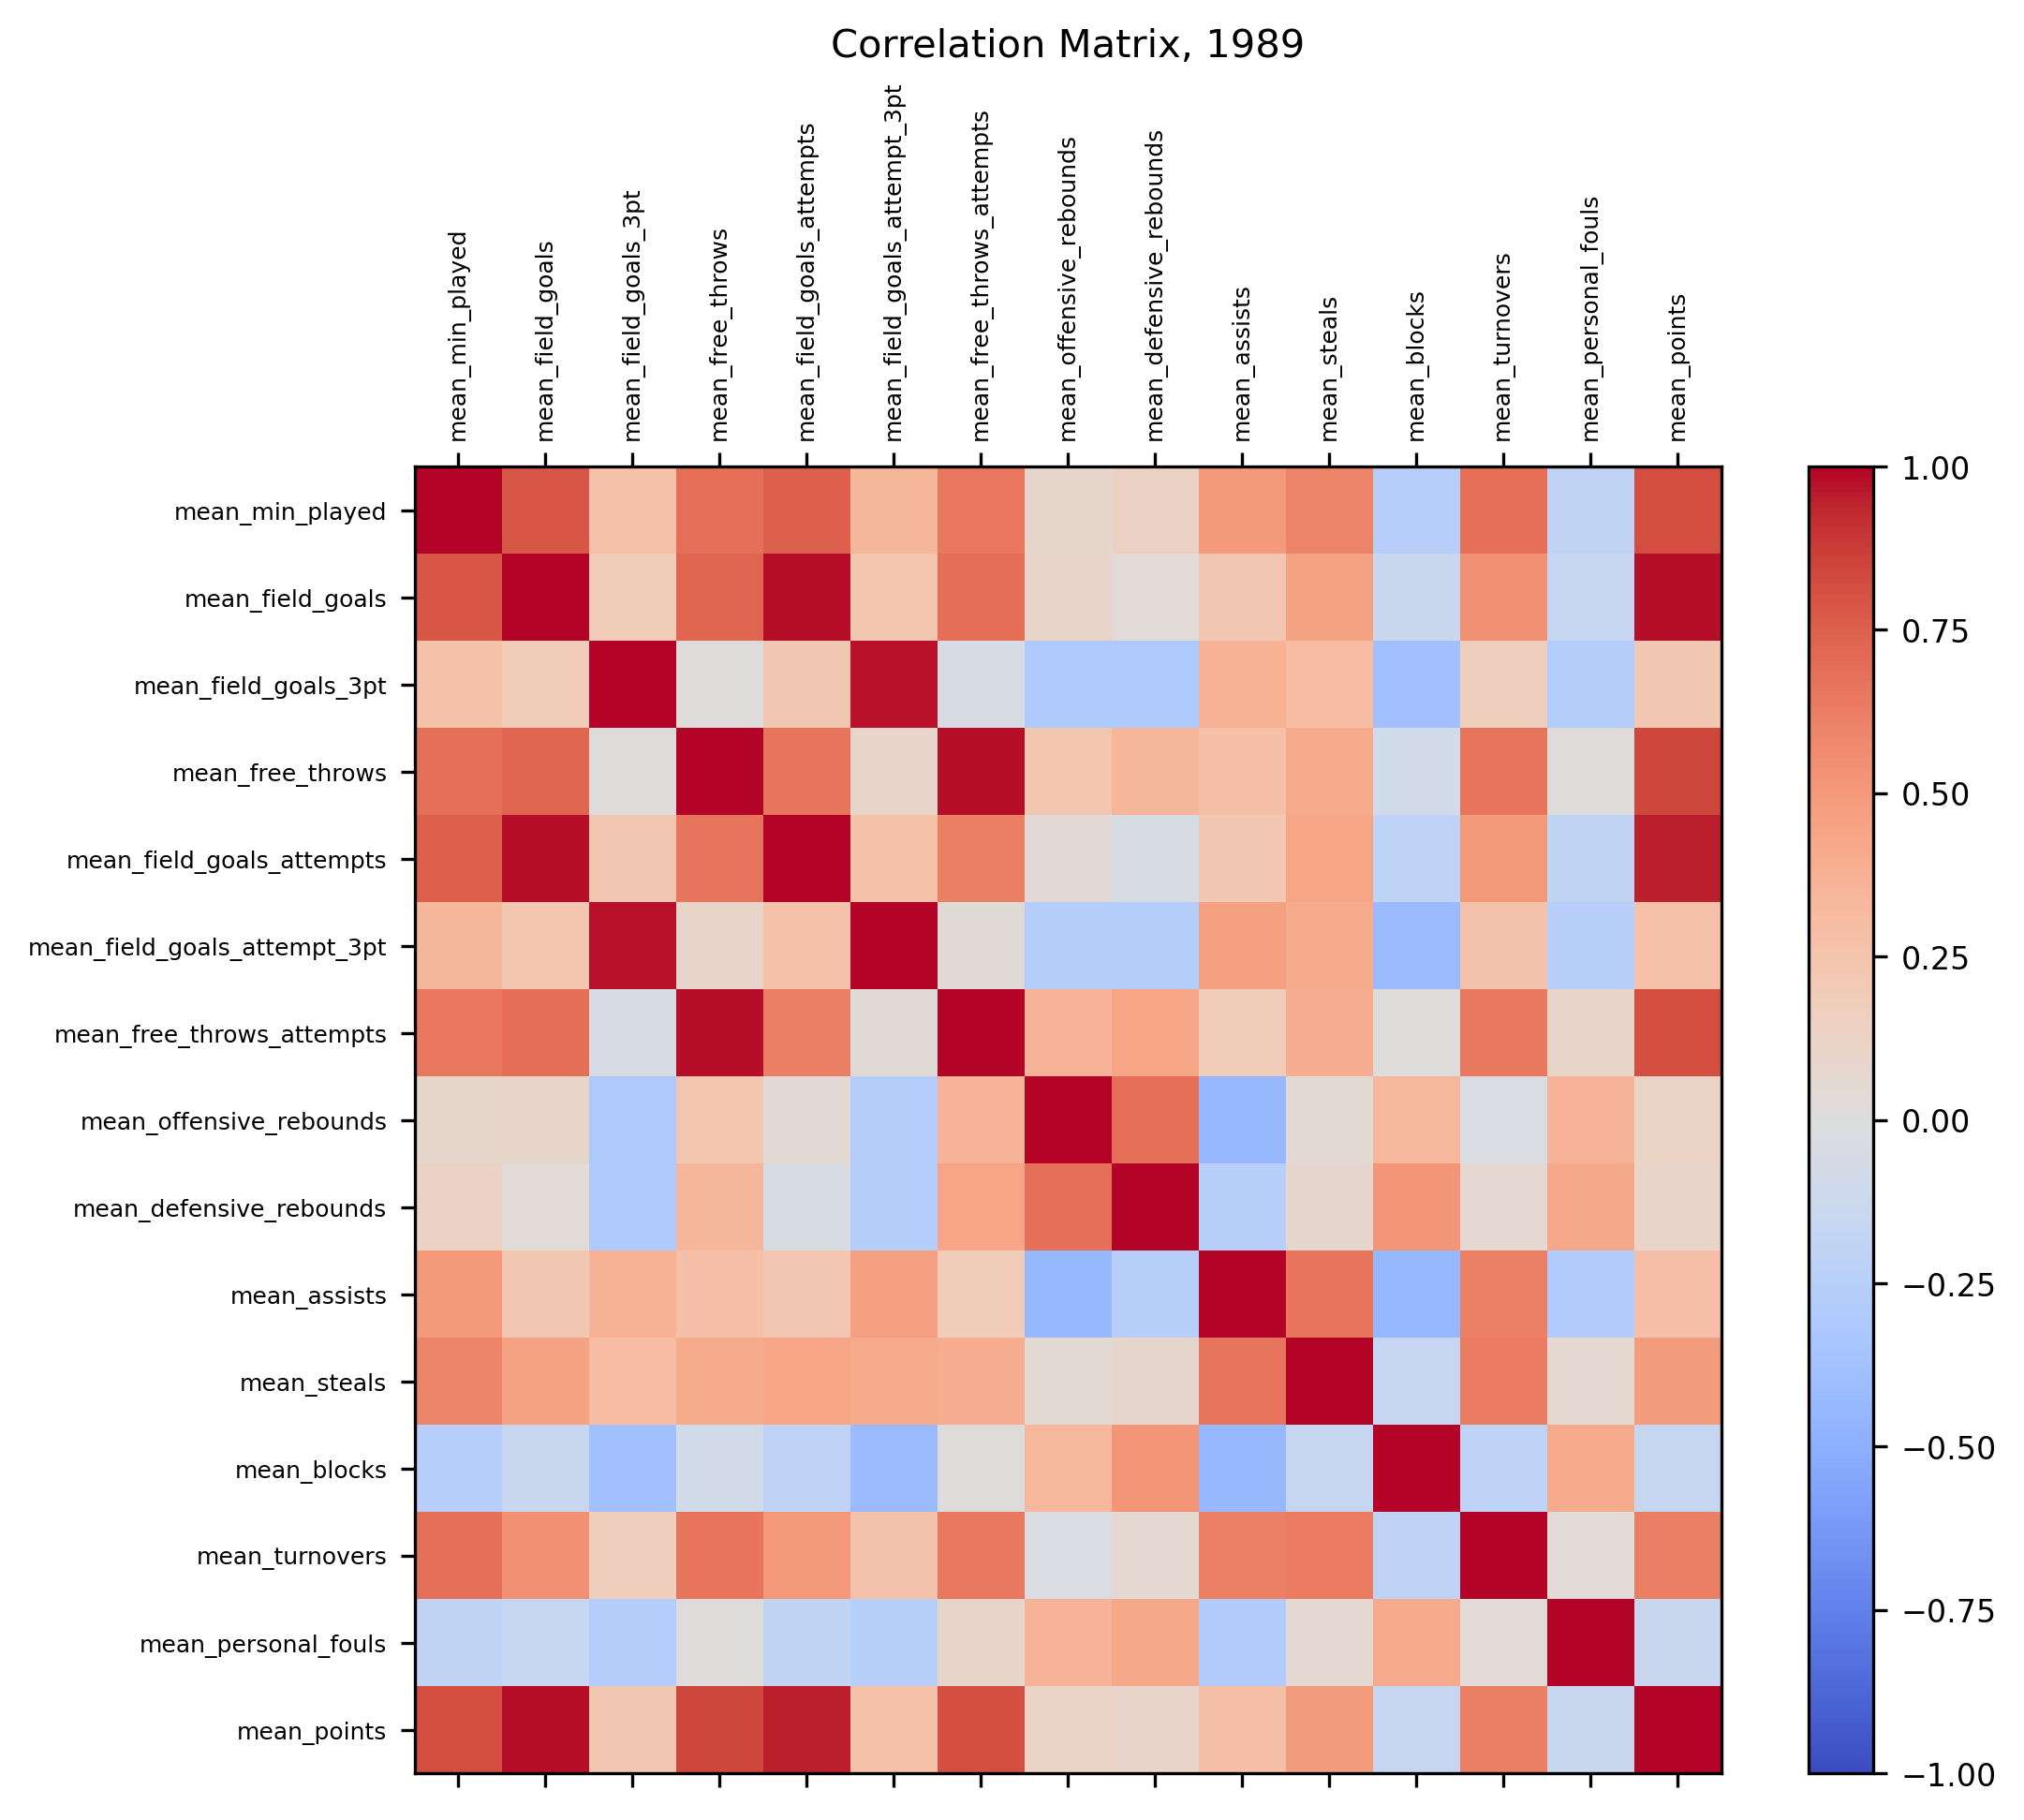 Correlation Matrix, 1989
mean_min_played
mean_field_goals
mean_field_goals_3pt
mean_free_throws
mean_field_goals_attempts
mean_field_goals_attempt_3pt
mean_free_throws_attempts
mean_offensive_rebounds
mean_defensive_rebounds
mean_assists
mean_steals
mean_blocks
mean_turnovers
mean_personal_fouls
mean_points
mean_min_played
mean_field_goals
mean_field_goals_3pt
mean_free_throws
mean_field_goals_attempts
mean_field_goals_attempt_3pt
mean_free_throws_attempts
mean_offensive_rebounds
mean_defensive_rebounds
mean_assists
mean_steals
mean_blocks
mean_turnovers
mean_personal_fouls
mean_points
1.00
0.75
0.50
0.25
0.00
−0.25
−0.50
−0.75
−1.00